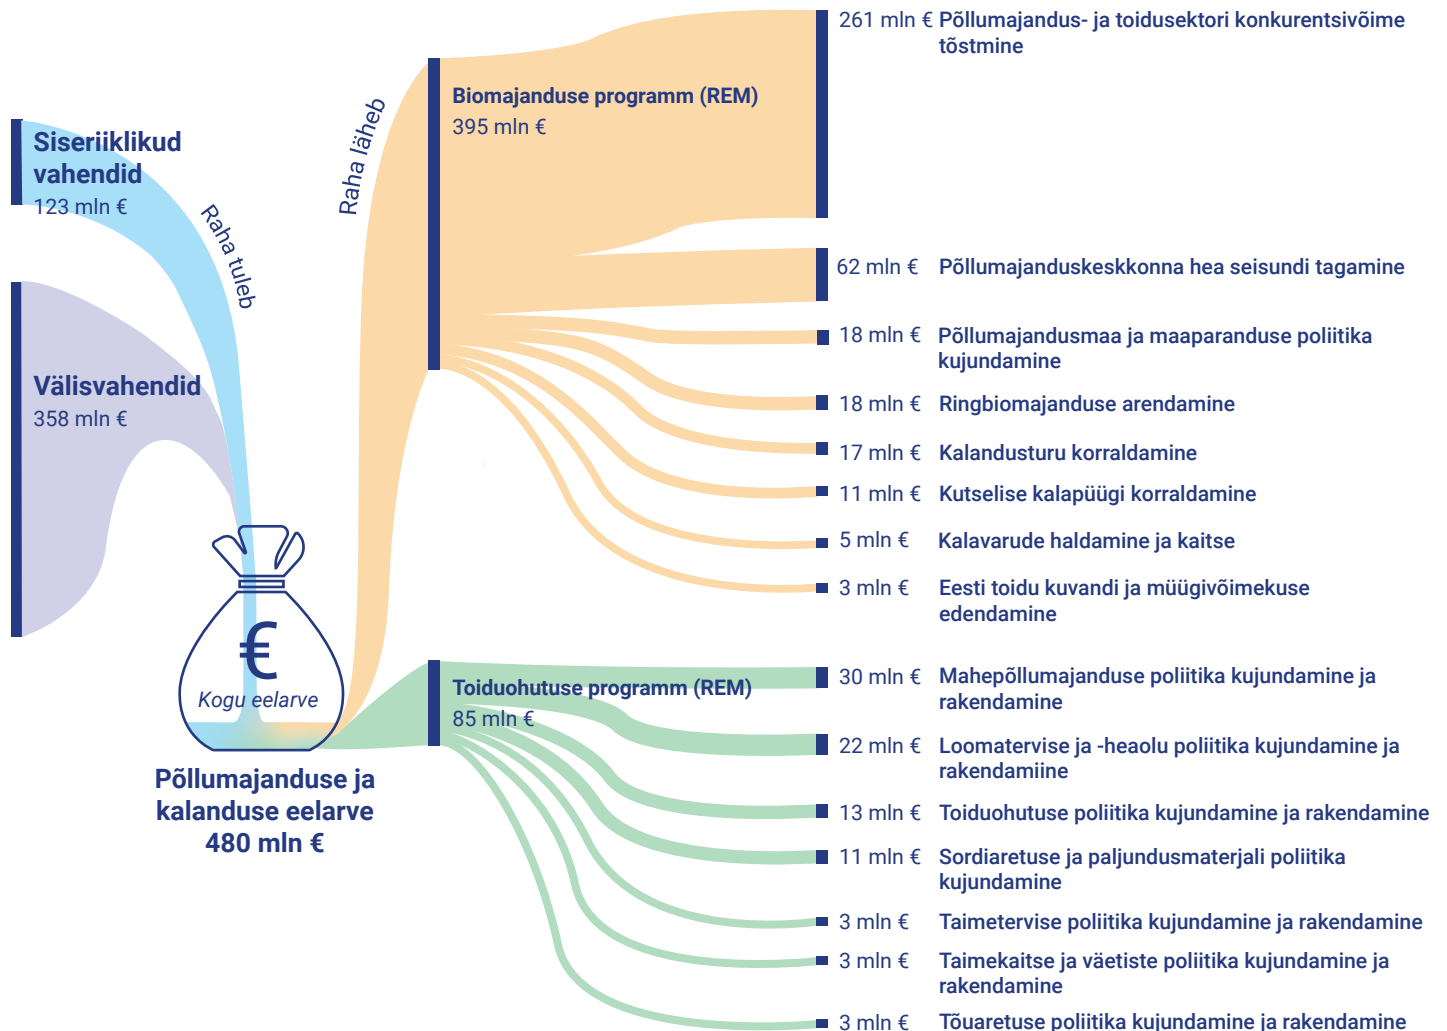 Siseriiklikud
vahendid
123 mln €
Raha tuleb
Välisvahendid
358 mln €
€
Kogu eelarve
Põllumajanduse ja
kalanduse eelarve
480 mln €
Raha läheb
Biomajanduse programm (REM)
395 mln €
261 mln € Põllumajandus- ja toidusektori konkurentsivõime
tõstmine
62 mln € Põllumajanduskeskkonna hea seisundi tagamine
18 mln € Põllumajandusmaa ja maaparanduse poliitika
kujundamine
18 mln € Ringbiomajanduse arendamine
17 mln € Kalandusturu korraldamine
11 mln € Kutselise kalapüügi korraldamine
5 mln € Kalavarude haldamine ja kaitse
3 mln € Eesti toidu kuvandi ja müügivõimekuse
edendamine
Toiduohutuse programm (REM)
85 mln €
30 mln € Mahepõllumajanduse poliitika kujundamine ja
rakendamine
22 mln € Loomatervise ja -heaolu poliitika kujundamine ja
rakendamiine
13 mln € Toiduohutuse poliitika kujundamine ja rakendamine
11 mln € Sordiaretuse ja paljundusmaterjali poliitika
kujundamine
3 mln € Taimetervise poliitika kujundamine ja rakendamine
3 mln € Taimekaitse ja väetiste poliitika kujundamine ja
rakendamine
3 mln € Tõuaretuse poliitika kujundamine ja rakendamine